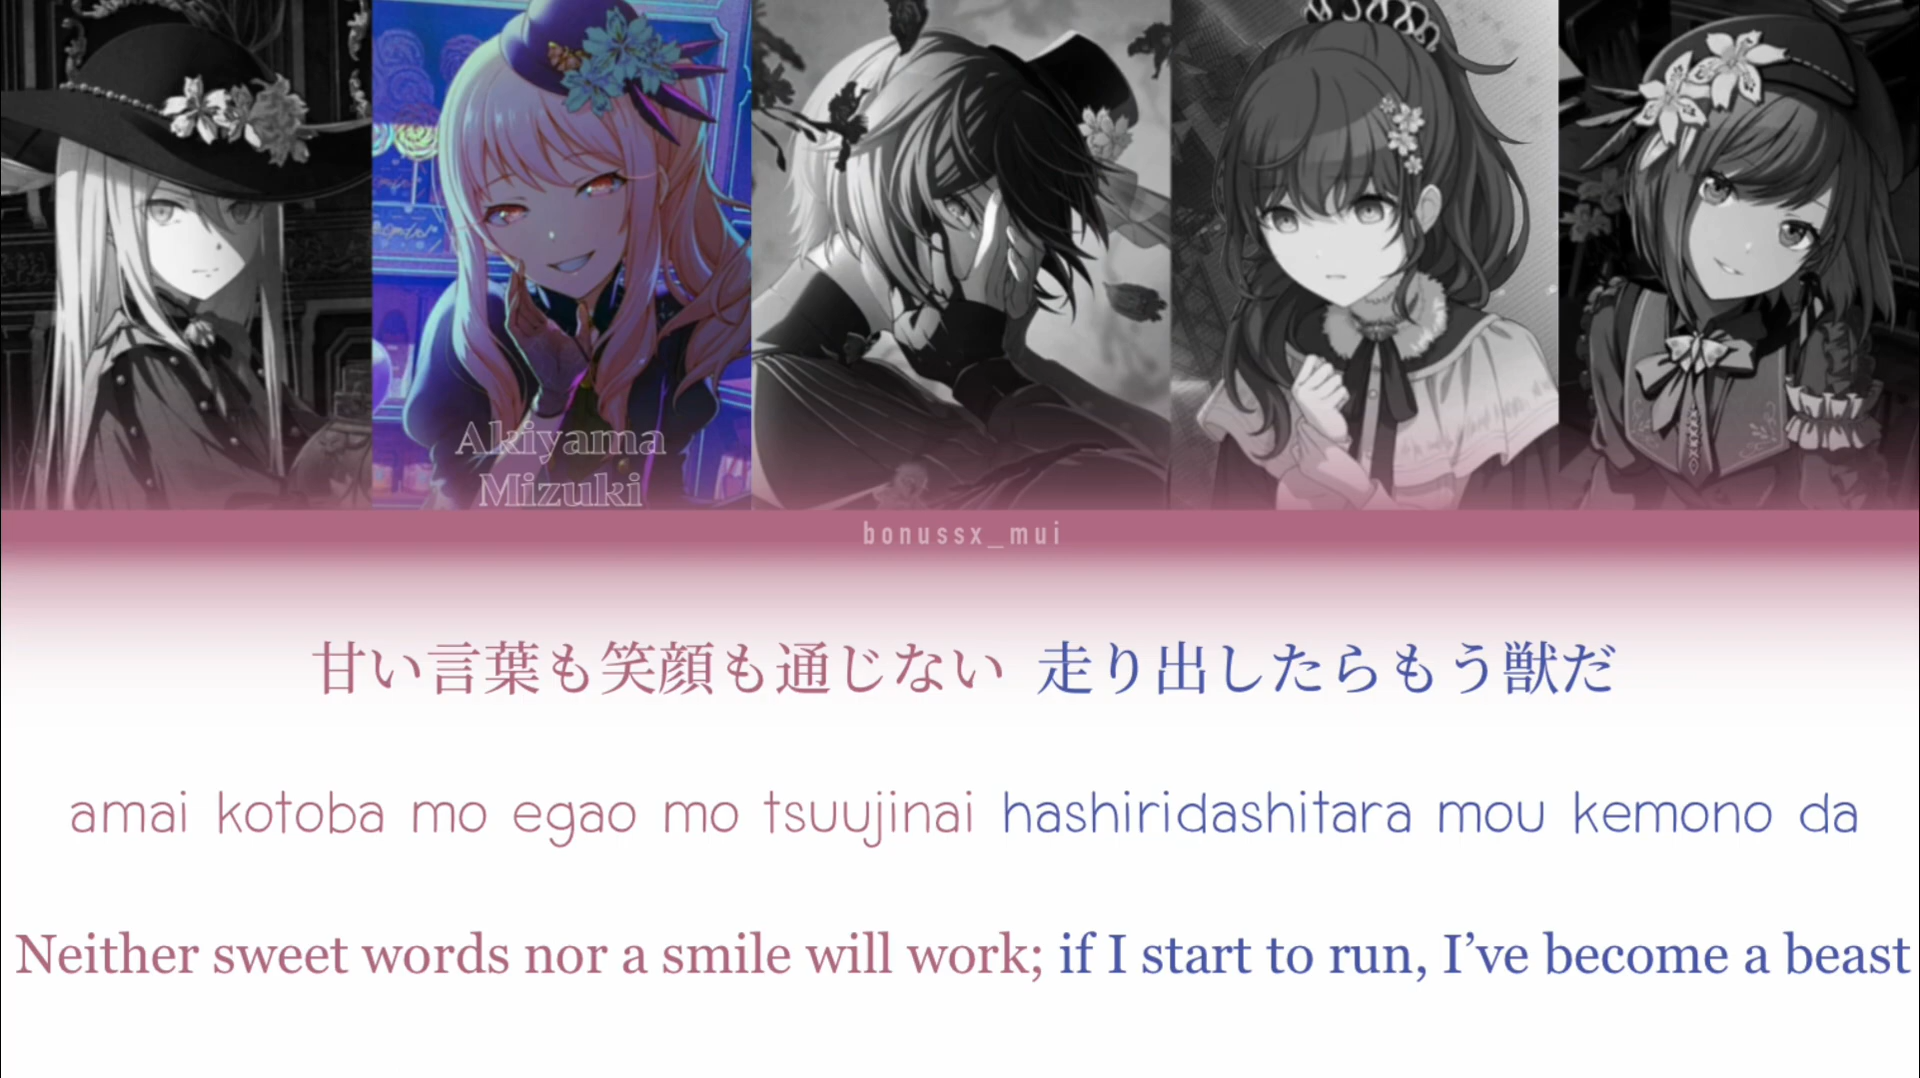 Akiyama
Mizuki
bonussx_mui
甘い言葉も笑顔も通じない 走り出したらもう獣だ
amai kotoba mo egao mo tsuujinai hashiridashitara mou kemono da
Neither sweet words nor a smile will work; if I start to run, I’ve become a beast